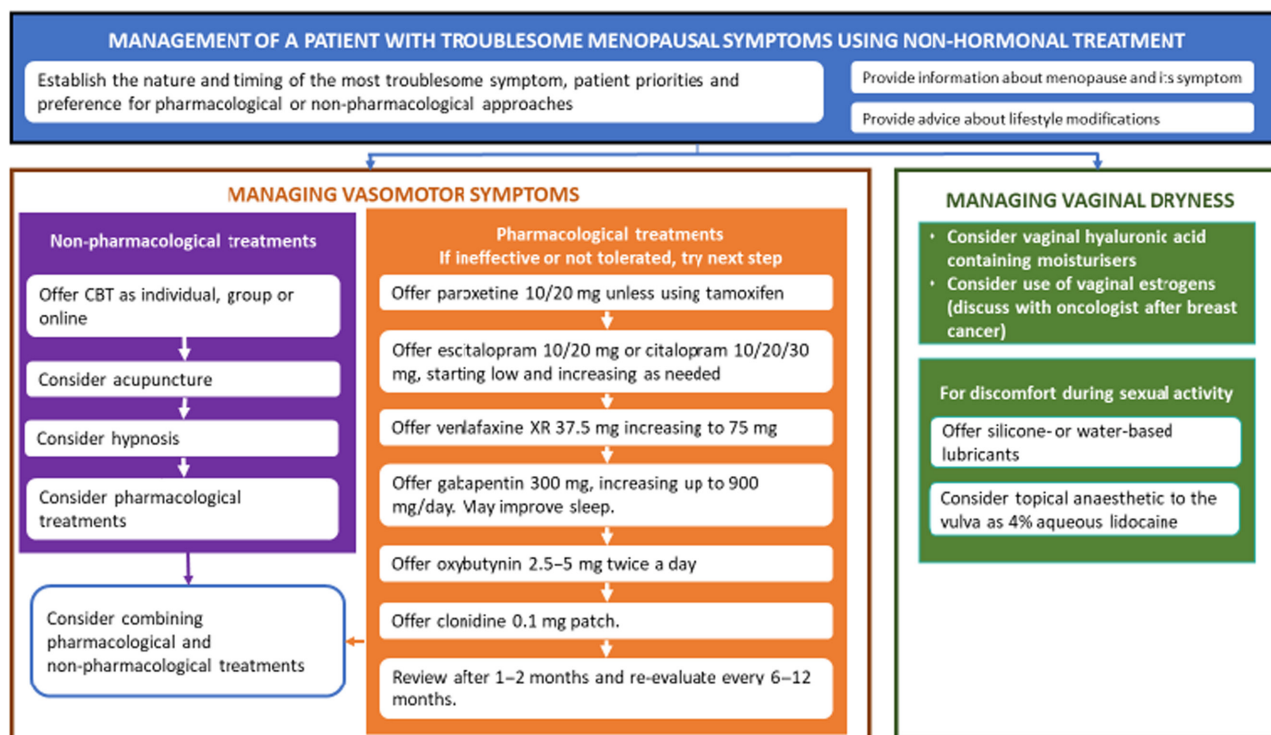 MANAGEMENT OF A PATIENT WITH TROUBLESOME MENOPAUSAL SYMPTOMS USING NON-HORMONAL TREATMENT
Establish the nature and timing of the most troublesome symptom, patient priorities and
preference for pharmacological or non-pharmacological approaches
Provide information about menopause and its symptom
Provide advice about lifestyle modifications
MANAGING VASOMOTOR SYMPTOMS
Non-pharmacological treatments
Offer CBT as individual, group or
online
Consider acupuncture
Consider hypnosis
Consider pharmacological
treatments
Consider combining
pharmacological and
non-pharmacological treatments
Pharmacological treatments
If ineffective or not tolerated, try next step
Offer paroxetine 10/20 mg unless using tamoxifen
Offer escitalopram 10/20 mg or citalopram 10/20/30
mg, starting low and increasing as needed
Offer venlafaxine XR 37.5 mg increasing to 75 mg
Offer gabapentin 300 mg, increasing up to 900
mg/day. May improve sleep.
Offer oxybutynin 2.5–5 mg twice a day
Offer clonidine 0.1 mg patch.
Review after 1–2 months and re-evaluate every 6–12
months.
MANAGING VAGINAL DRYNESS
• Consider vaginal hyaluronic acid
containing moisturisers
• Consider use of vaginal estrogens
(discuss with oncologist after breast
cancer)
For discomfort during sexual activity
Offer silicone- or water-based
lubricants
Consider topical anaesthetic to the
vulva as 4% aqueous lidocaine